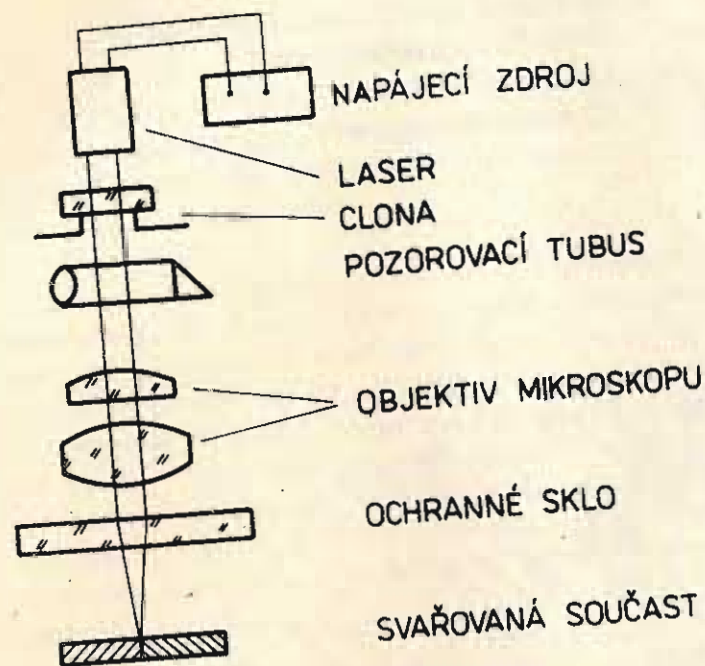 NAPÁJECÍ ZDROJ
LASER
CLONA
POZOROVACÍ TUBUS
OBJEKTIV MIKROSKOPU
OCHRANNÉ SKLO
SVAŘOVANÁ SOUČAST